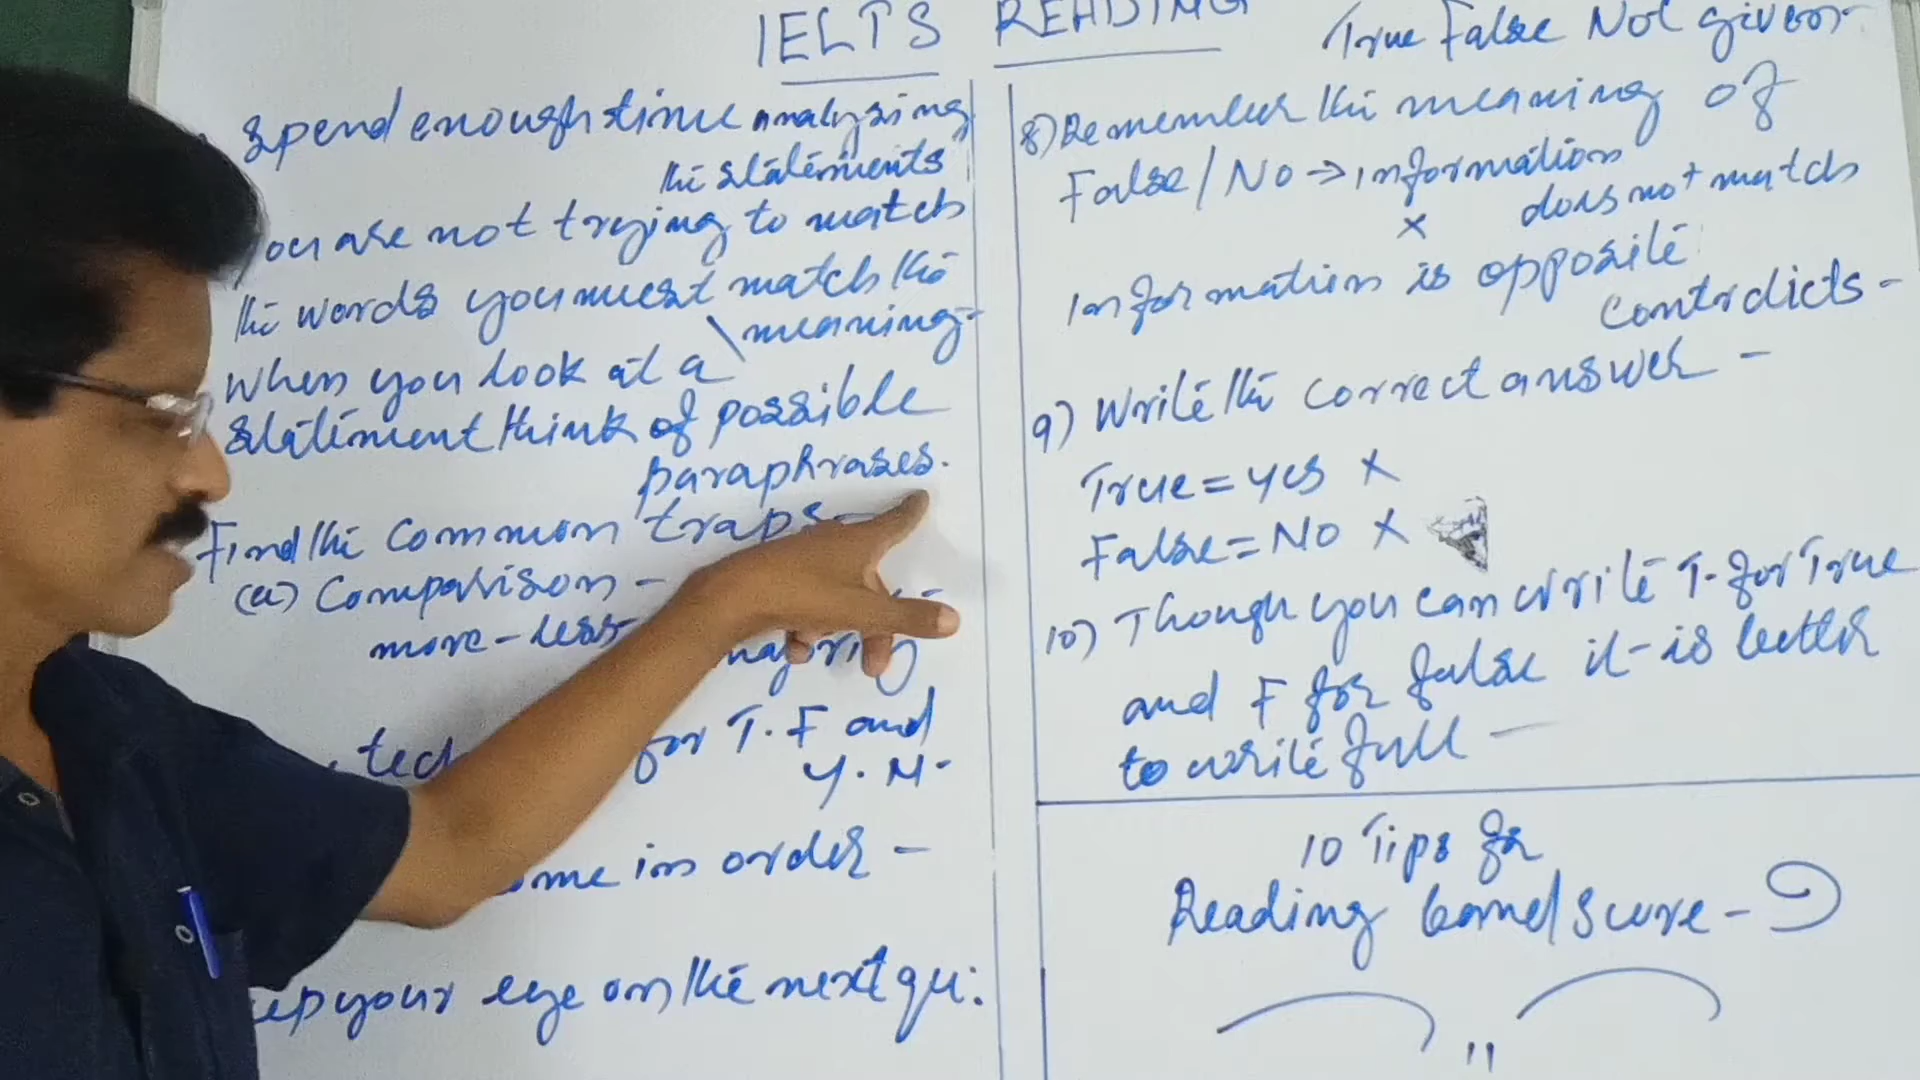 IELTS READING
True False Not given-
Spend enough time analysing
the statements
You are not trying to match
the words you must match the
meaning-
When you look at a
statement think of possible
paraphrases.
Find the common traps-
(a) Comparison -
more-less-
for T. F and
Y. N-
in order -
your eye on the next qu:
8) Remember the meaning of
False / No → information
x does not match
Information is opposite
Contrdicts -
9) Write the correct answer -
True = yes x
False = No x
10) Though you can write T- for True
and F for false it-is better
to write full -
10 Tips for
Reading band Score - 9